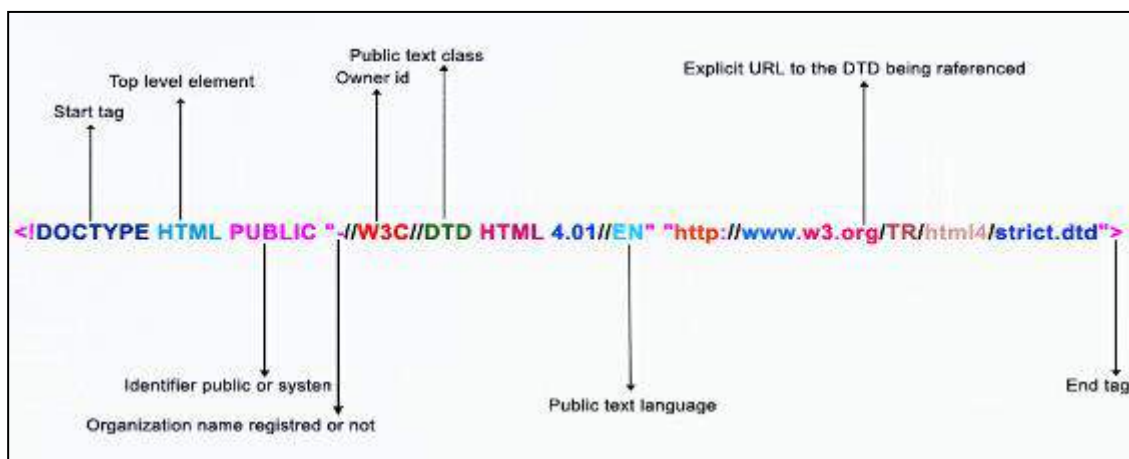 Public text class
Owner id
Explicit URL to the DTD being raferenced
Top level element
Start tag
<!DOCTYPE HTML PUBLIC "-//W3C//DTD HTML 4.01//EN" "http://www.w3.org/TR/html4/strict.dtd">
Identifier public or systen
End tag
Public text language
Organization name registred or not